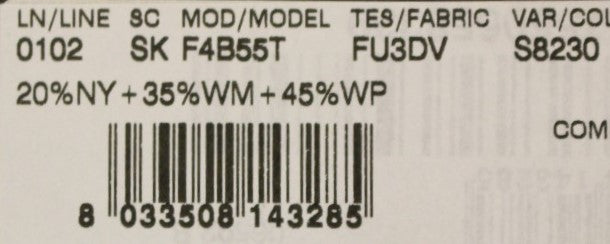 LN/LINE SC MOD/MODEL TES/FABRIC VAR/COL
0102 SK F4B55T FU3DV S8230
20%NY+35%WM+45%WP
COM
8 033508 143285